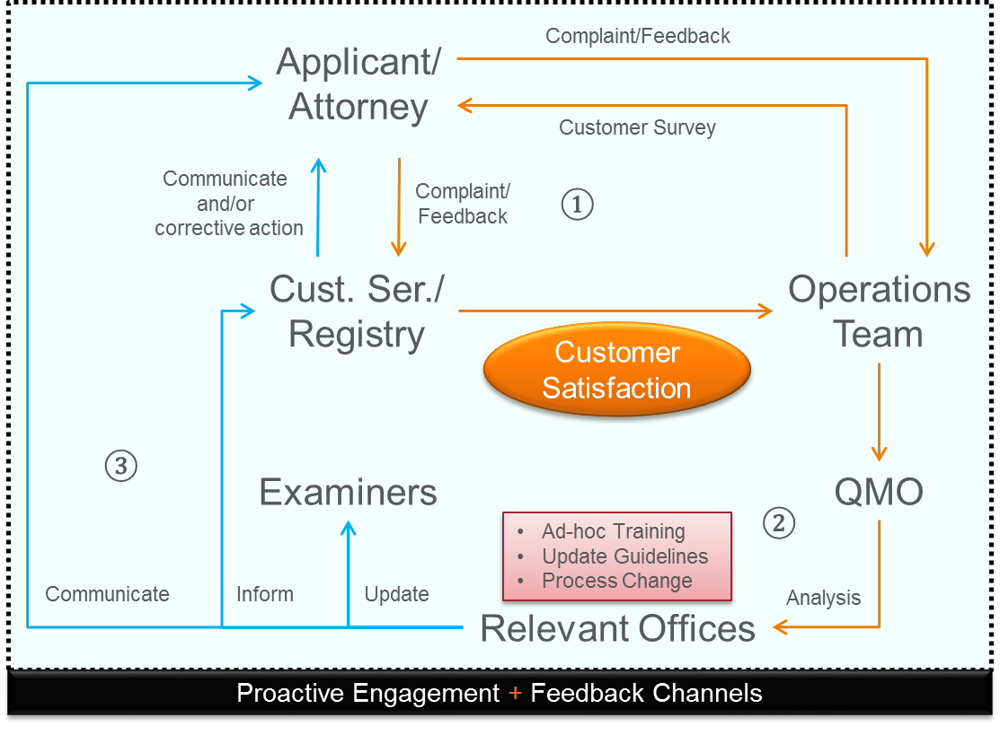 Complaint/Feedback
Applicant/
Attorney
Customer Survey
Communicate
and/or
corrective action
Complaint/
Feedback
①
Cust. Ser./
Registry
Operations
Team
Customer
Satisfaction
③
Examiners
QMO
②
• Ad-hoc Training
• Update Guidelines
• Process Change
Communicate
Inform
Update
Analysis
Relevant Offices
Proactive Engagement + Feedback Channels